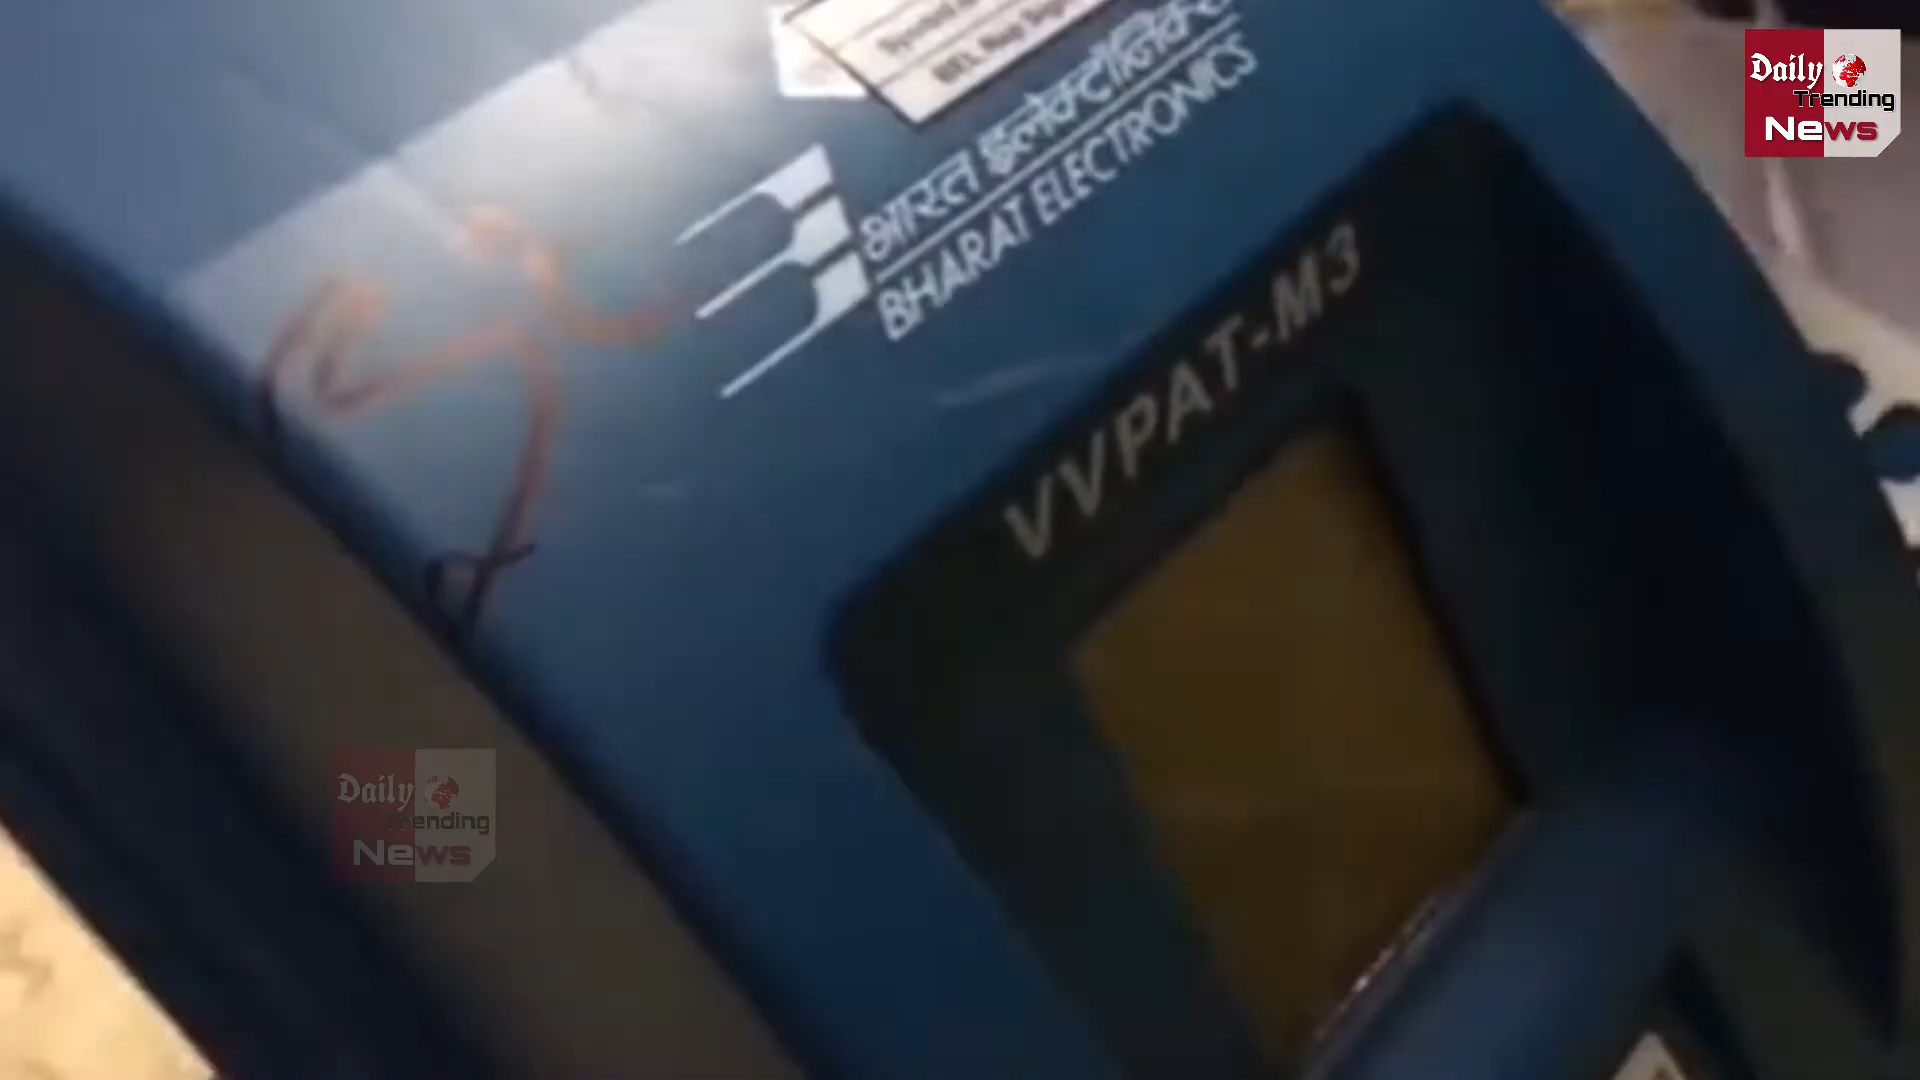 भारत इलेक्ट्रॉनिक्स
BHARAT ELECTRONICS
VVPAT-M3
Daily
Trending
News
Daily
Trending
News